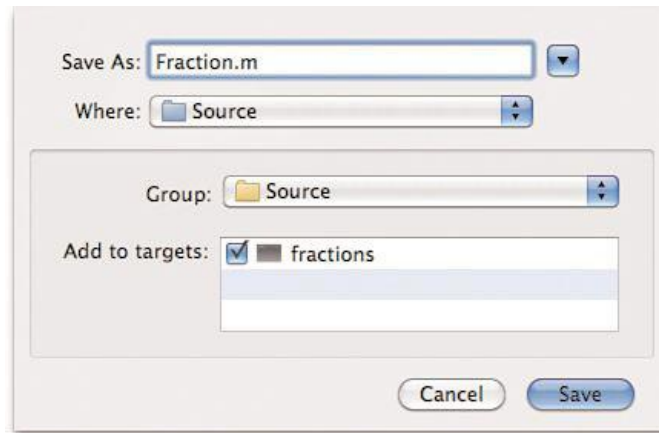 Save As: Fraction.m
Where: Source
Group: Source
Add to targets: fractions
Cancel Save